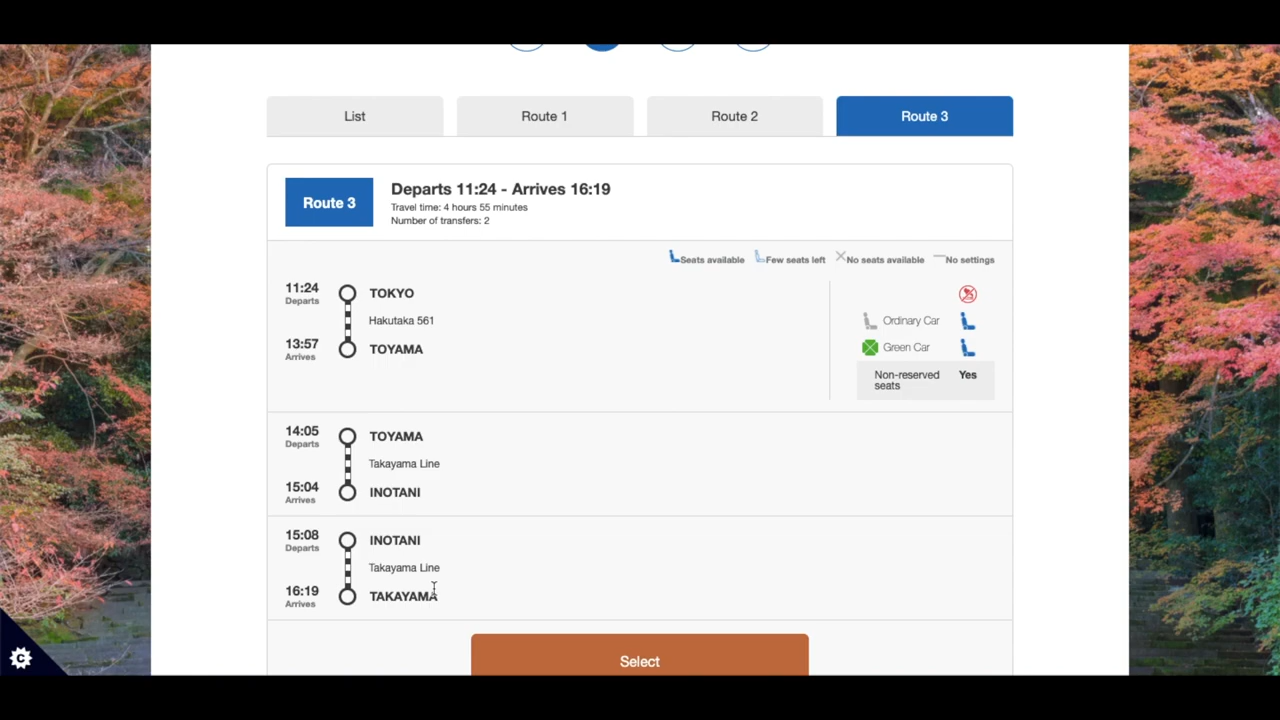 List
Route 1
Route 2
Route 3
Route 3
Departs 11:24 - Arrives 16:19
Travel time: 4 hours 55 minutes
Number of transfers: 2
Seats available
Few seats left
No seats available
No settings
11:24
Departs
TOKYO
Hakutaka 561
13:57
Arrives
TOYAMA
Ordinary Car
Green Car
Non-reserved
seats
Yes
14:05
Departs
TOYAMA
Takayama Line
15:04
Arrives
INOTANI
15:08
Departs
INOTANI
Takayama Line
16:19
Arrives
TAKAYAMA
Select